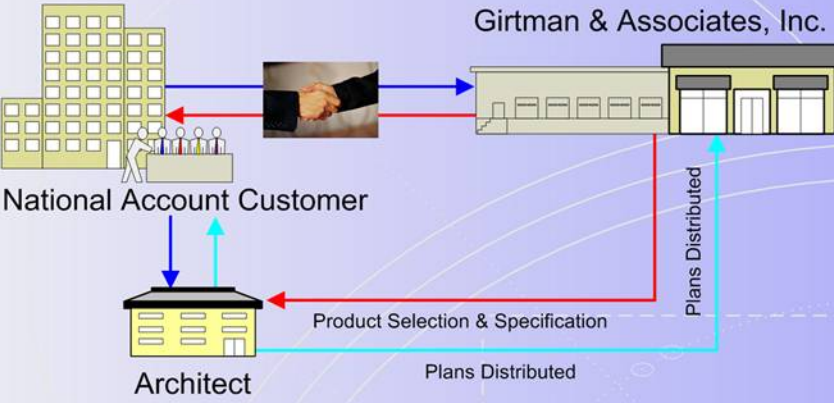 Girtman & Associates, Inc.
National Account Customer
Plans Distributed
Product Selection & Specification
Plans Distributed
Architect